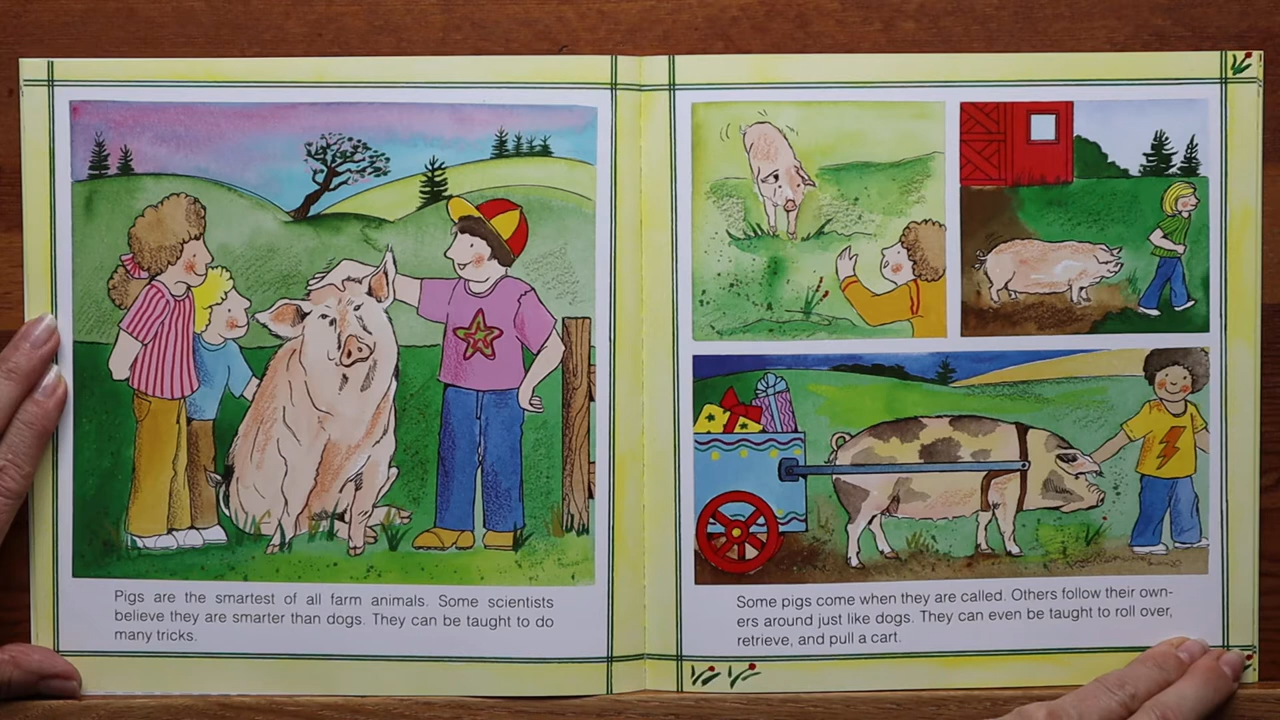 Pigs are the smartest of all farm animals. Some scientists
believe they are smarter than dogs. They can be taught to do
many tricks.
Some pigs come when they are called. Others follow their own-
ers around just like dogs. They can even be taught to roll over,
retrieve, and pull a cart.